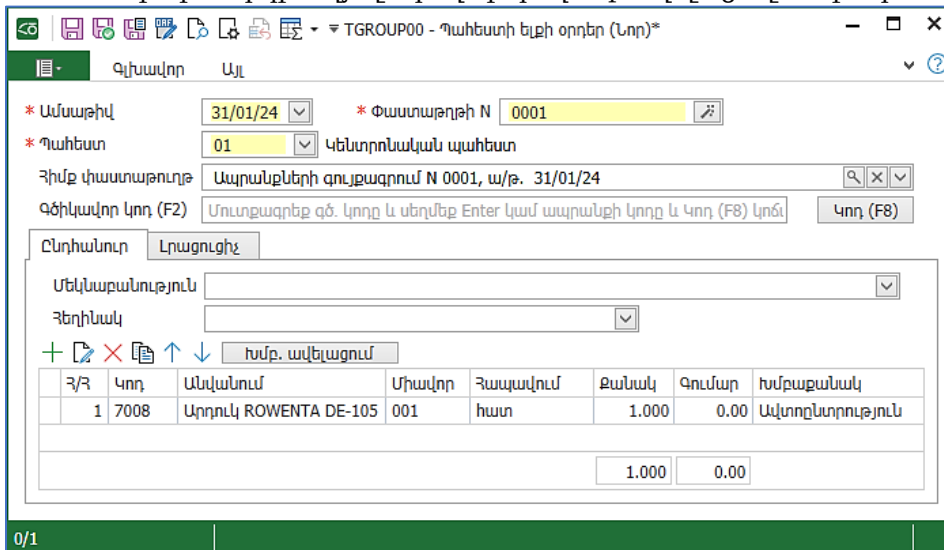 TGROUP00 - Պահեստի ելքի օրդեր (Նոր)*
Գլխավոր Այլ
* Ամսաթիվ 31/01/24 * Փաստաթղթի N 0001
* Պահեստ 01 Կենտրոնական պահեստ
Հիմք փաստաթուղթ Ապրանքների գույքագրում N 0001, ա/թ. 31/01/24
Գծիկավոր կոդ (F2) Մուտքագրեք գծ. կոդը և սեղմեք Enter կամ ապրանքի կոդը և Կոդ (F8) կոճ Կոդ (F8)
Ընդհանուր Լրացուցիչ
Մեկնաբանություն
Հեղինակ
Խմբ. ավելացում
Հ/Հ Կոդ Անվանում Միավոր Հապավում Քանակ Գումար Խմբաքանակ
1 7008 Արդուկ ROWENTA DE-105 001 հատ 1.000 0.00 Ավտոընտրություն
1.000 0.00
0/1